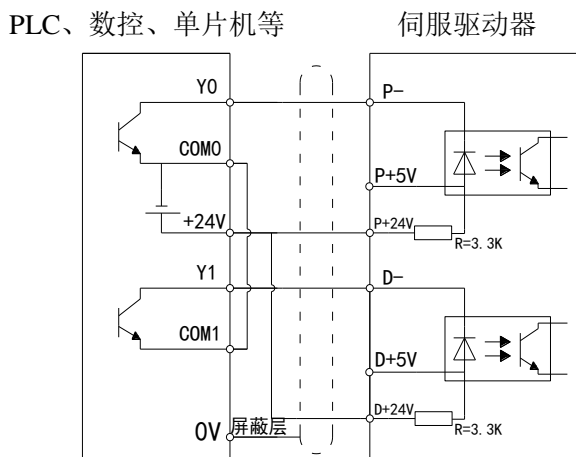 PLC、数控、单片机等 伺服驱动器
Y0 P-
COM0
P+5V
+24V P+24V
R=3.3K
Y1 D-
COM1
D+5V
D+24V
0V 屏蔽层
R=3.3K